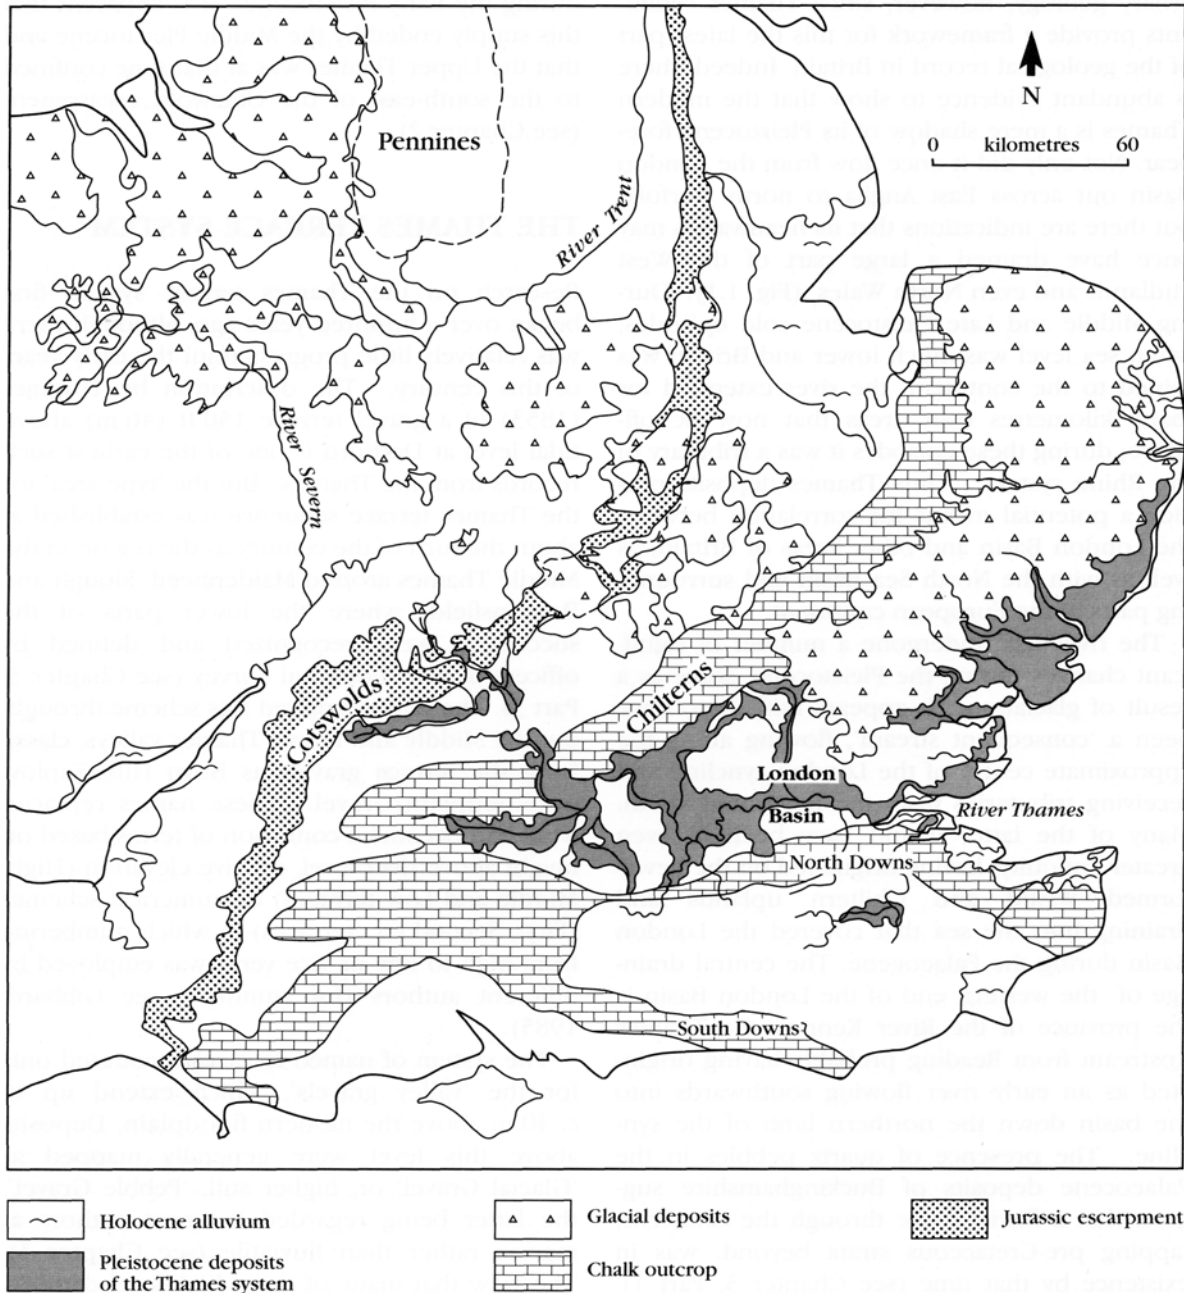 Pennines
River Trent
N
0 kilometres 60
River Severn
Cotswolds
Chilterns
London
Basin
River Thames
North Downs
South Downs
Holocene alluvium
Glacial deposits
Jurassic escarpment
Pleistocene deposits
of the Thames system
Chalk outcrop